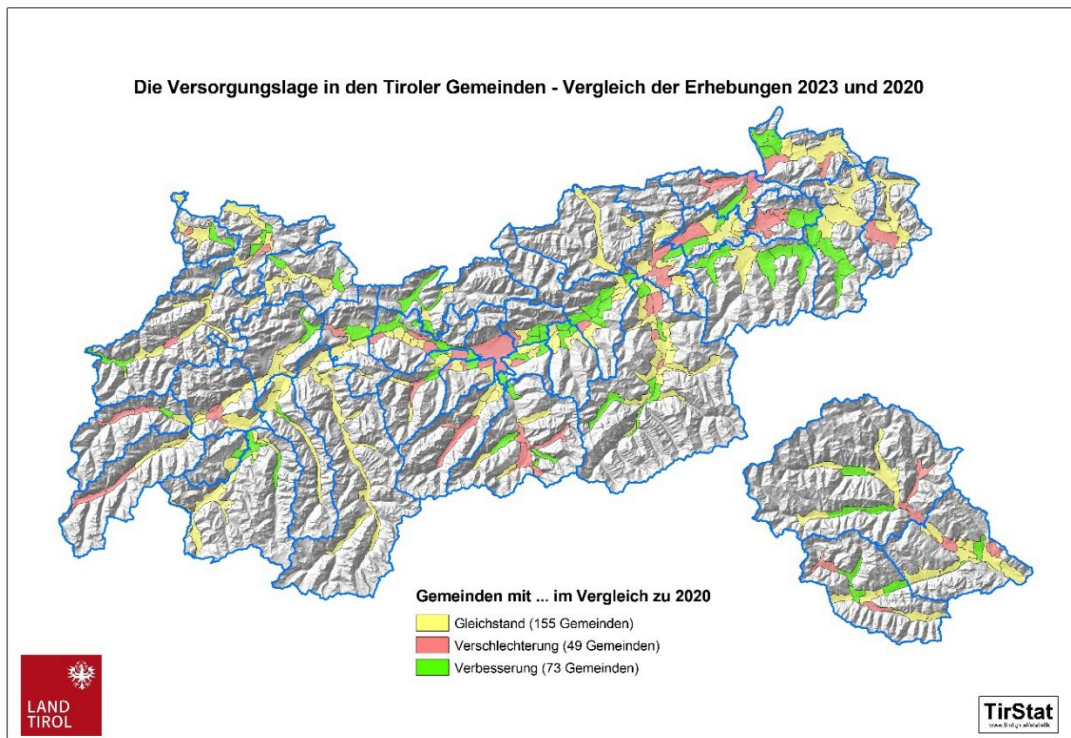 Die Versorgungslage in den Tiroler Gemeinden - Vergleich der Erhebungen 2023 und 2020
Gemeinden mit ... im Vergleich zu 2020
Gleichstand (155 Gemeinden)
Verschlechterung (49 Gemeinden)
Verbesserung (73 Gemeinden)
LAND
TIROL
TirStat